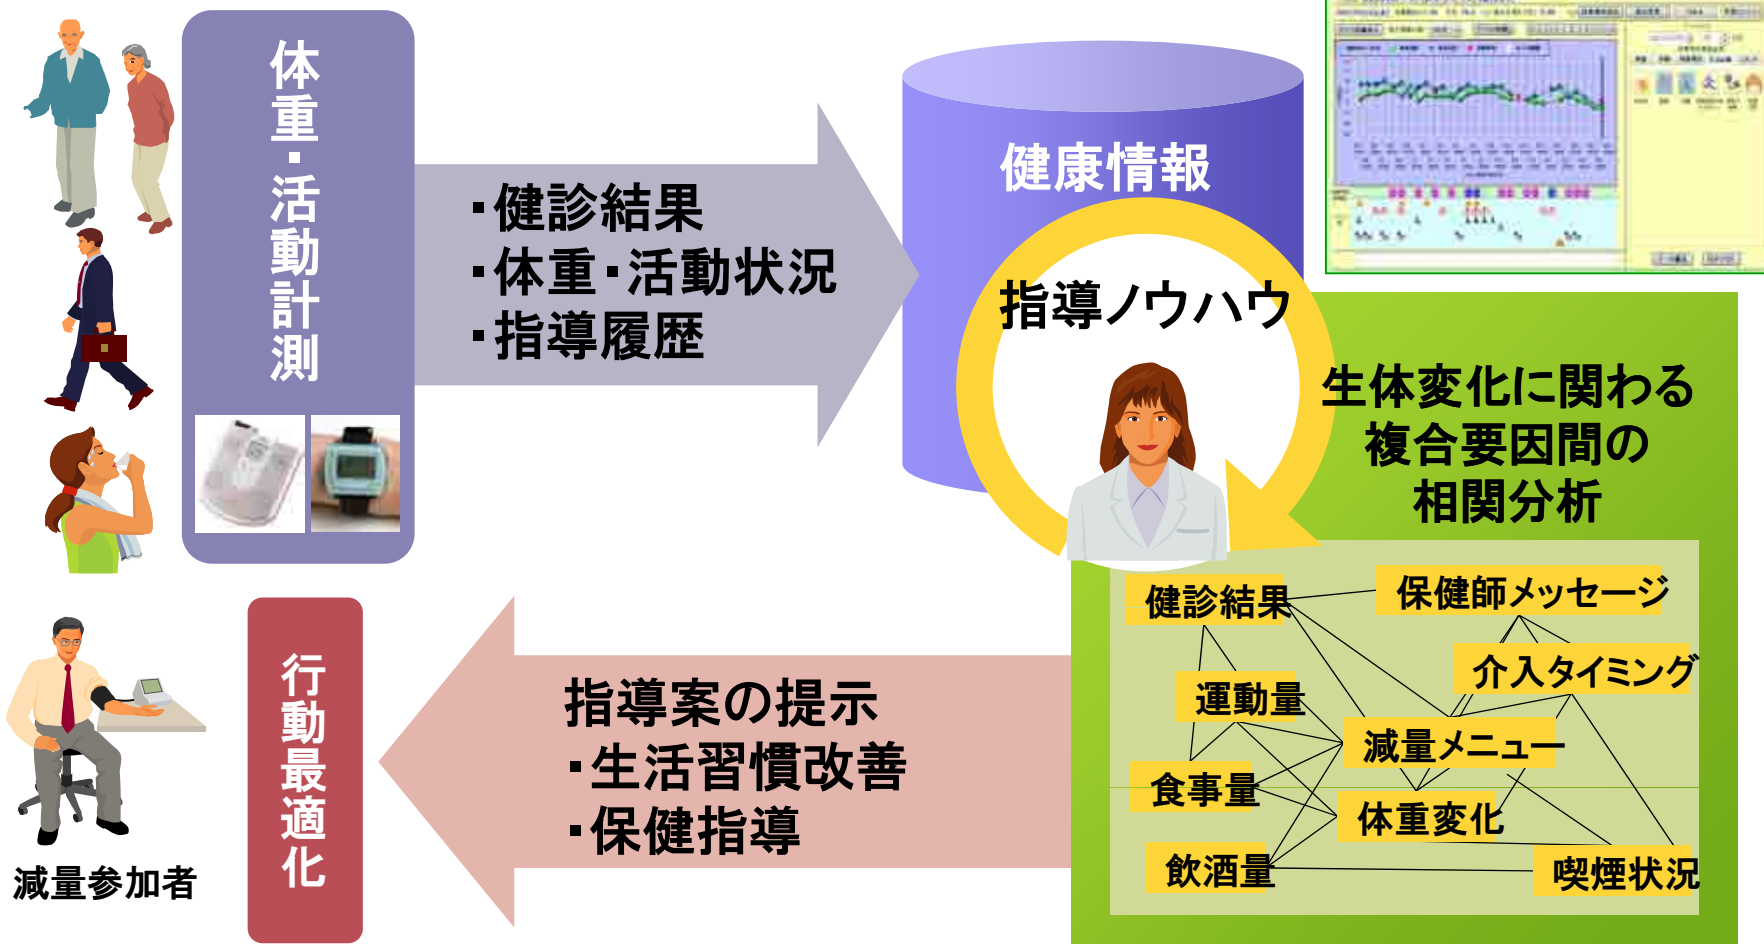 体重・活動計測
・健診結果
・体重・活動状況
・指導履歴
健康情報
指導ノウハウ
生体変化に関わる
複合要因間の
相関分析
健診結果
保健師メッセージ
介入タイミング
運動量
減量メニュー
食事量
体重変化
飲酒量
喫煙状況
指導案の提示
・生活習慣改善
・保健指導
行動最適化
減量参加者